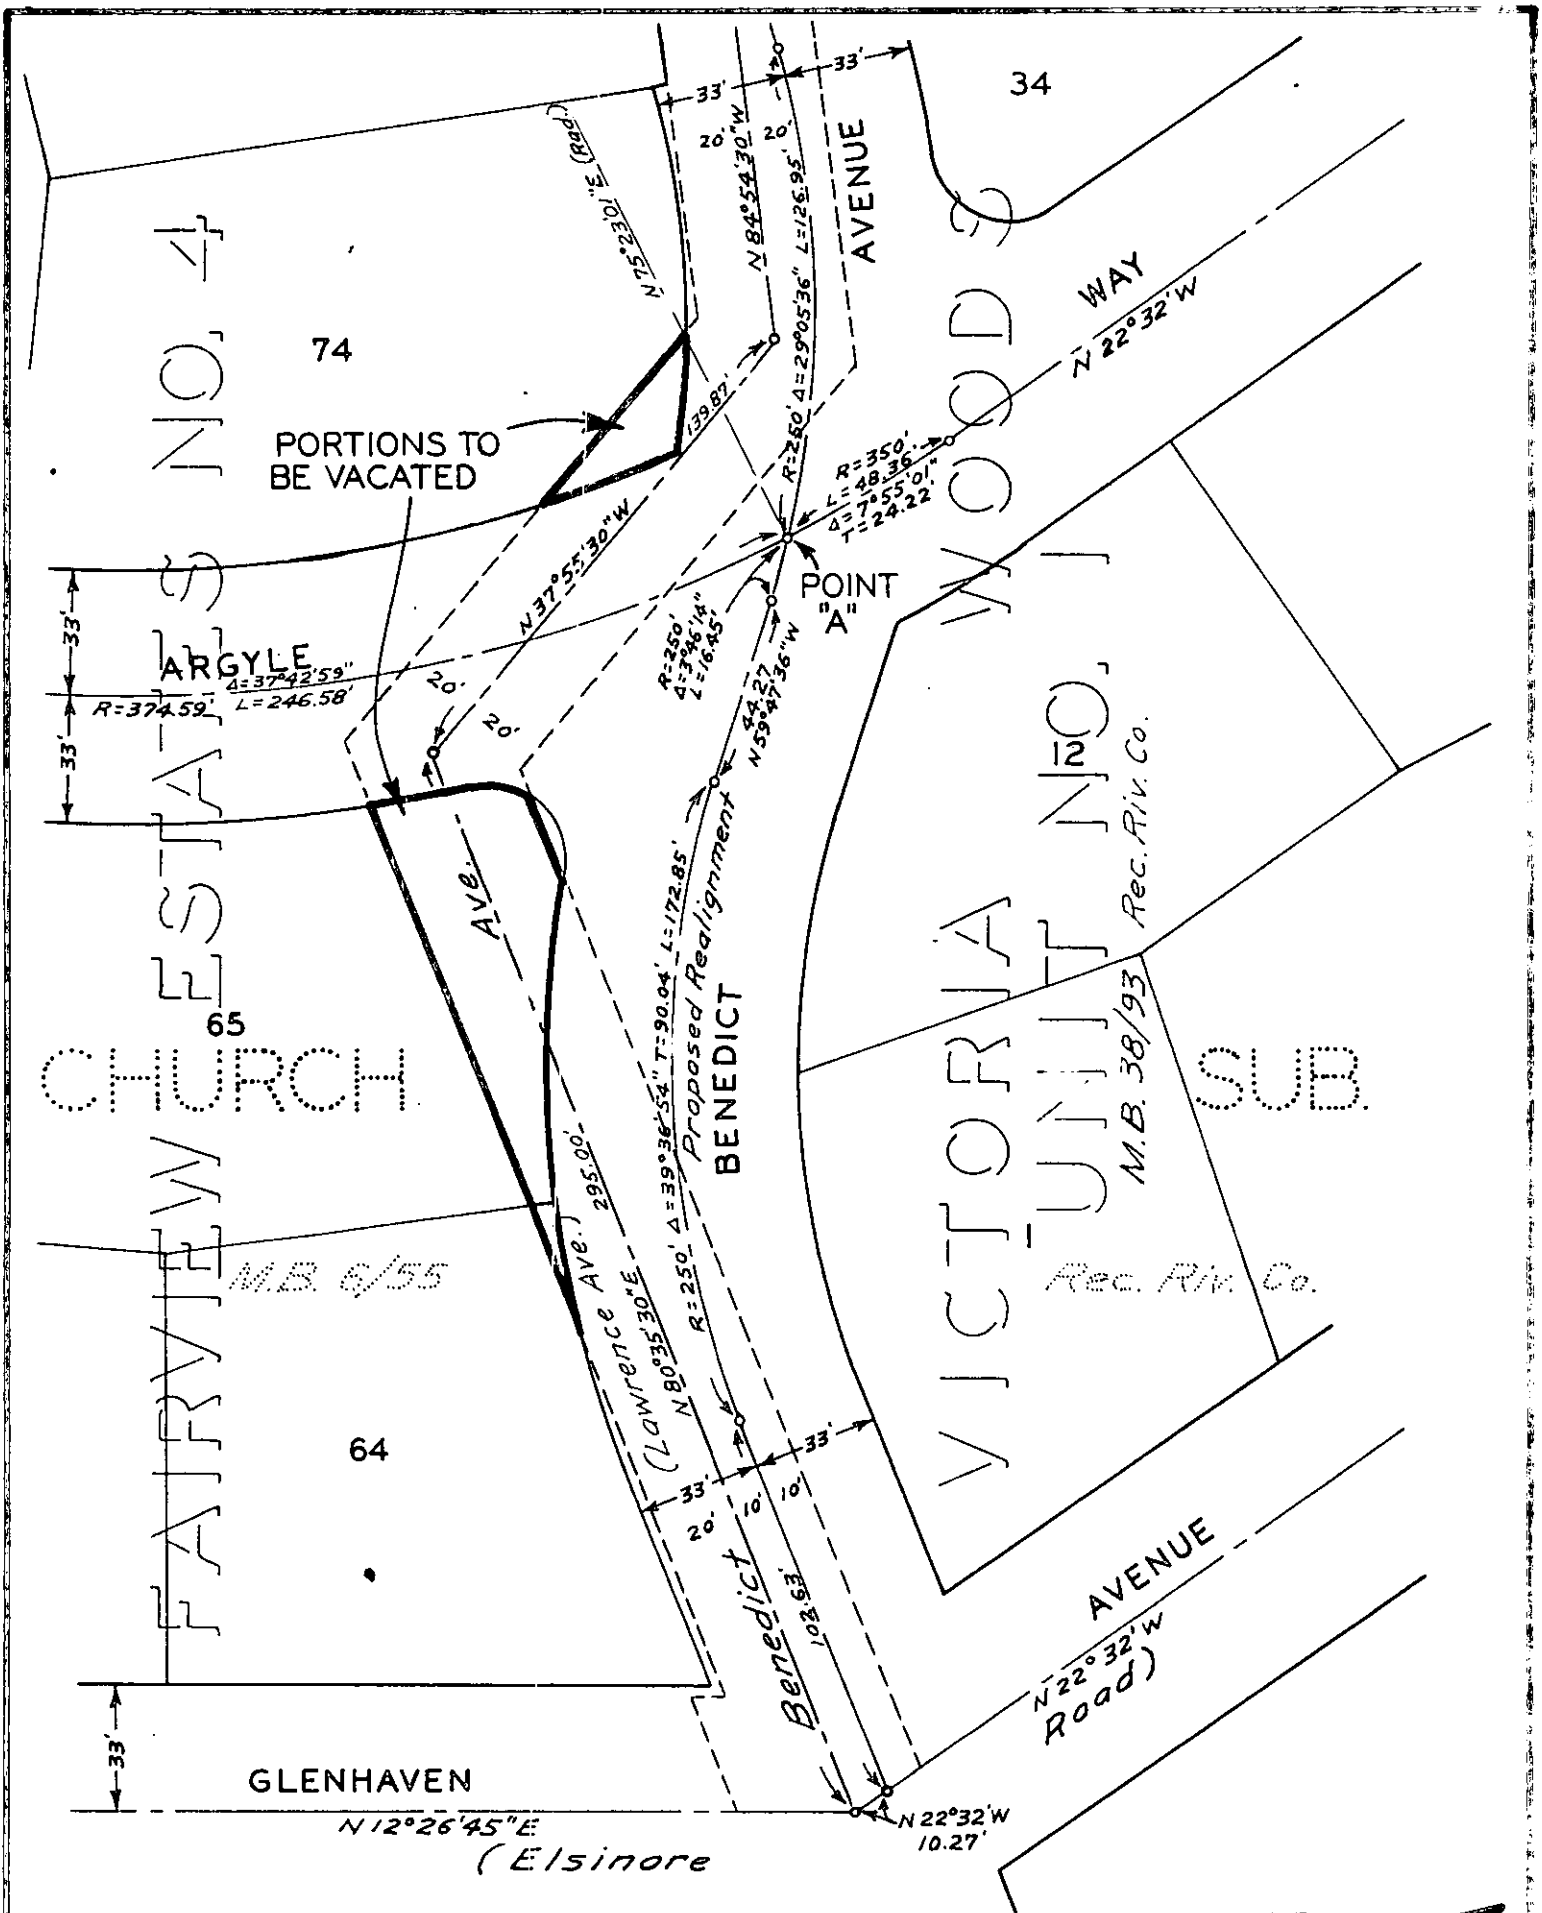 33'
33'
34
20'
20'
N 84°54'30"W
AVENUE
N 75°23'01"E (Rad.)
R=250' Δ=29°05'36" L=126.95'
WAY
N 22°32'W
74
PORTIONS TO
BE VACATED
139.87'
R=350'
L=48.36'
Δ=7°55'01"
T=24.22'
N 37°55'30"W
POINT
"A"
R=250'
Δ=3°46'14"
L=16.45'
44.27
N 59°47'36"W
33'
33'
ARGYLE
Δ=37°42'59"
R=374.59'
L=246.58'
20'
20'
12
Ave.
R=250' Δ=39°36'54" T=90.04' L=172.85'
Proposed Realignment
BENEDICT
65
CHURCH
SUB.
M.B. 6/55
Rec. Riv. Co.
FAIRVIEW ESTATES NO. 4
VICTORIA WOOD 3
UNIT NO. 1
M.B. 38/93 Rec. Riv. Co.
1
295.00'
N 80°35'30"E
(Lawrence Ave.)
64
33'
33'
20'
10'
10'
Benedict
102.63'
AVENUE
N 22°32'W
Road)
33'
GLENHAVEN
N 12°26'45"E
(Elsinore
N 22°32'W
10.27'